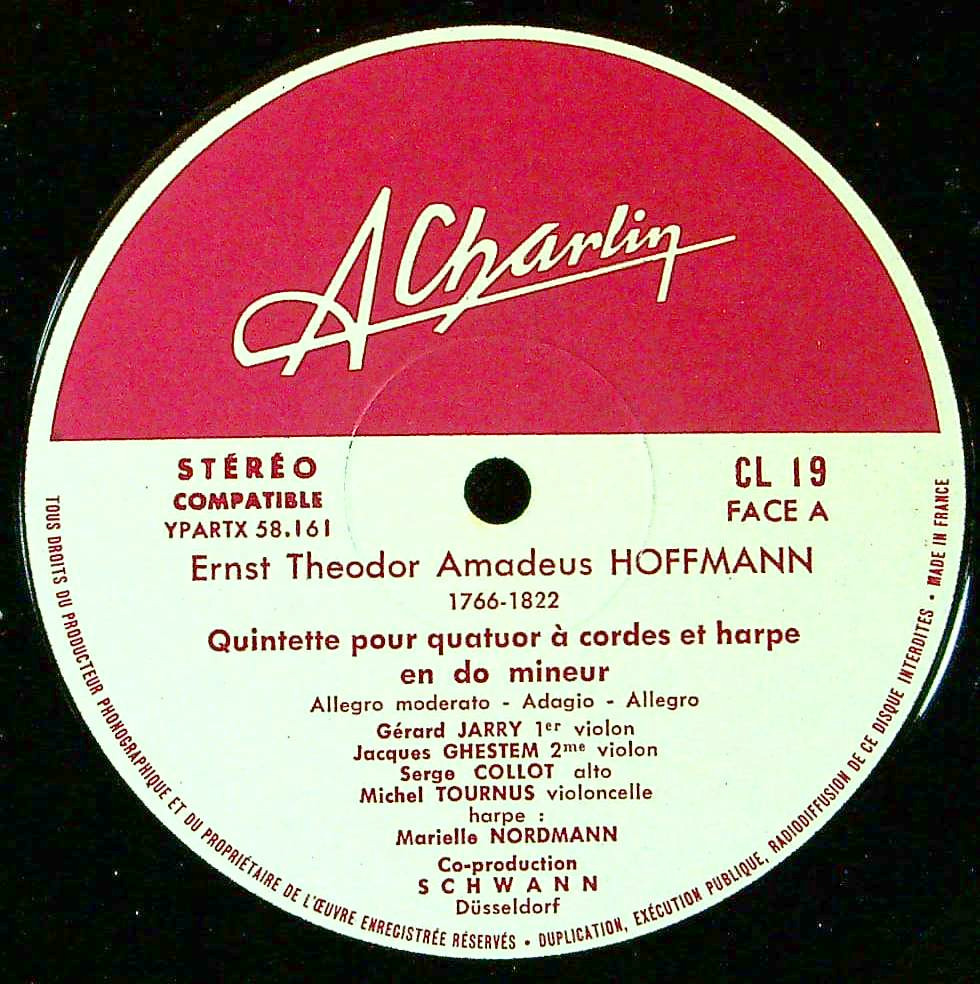 ACharlin
STÉRÉO
COMPATIBLE
YPARTX 58.161
CL 19
FACE A
Ernst Theodor Amadeus HOFFMANN
1766-1822
Quintette pour quatuor à cordes et harpe
en do mineur
Allegro moderato - Adagio - Allegro
Gérard JARRY 1er violon
Jacques GHESTEM 2me violon
Serge COLLOT alto
Michel TOURNUS violoncelle
harpe :
Marielle NORDMANN
Co-production
SCHWANN
Düsseldorf
TOUS DROITS DU PRODUCTEUR PHONOGRAPHIQUE ET DU PROPRIÉTAIRE DE L'ŒUVRE ENREGISTRÉE RÉSERVÉS • DUPLICATION, EXÉCUTION PUBLIQUE, RADIODIFFUSION DE CE DISQUE INTERDITES • MADE IN FRANCE